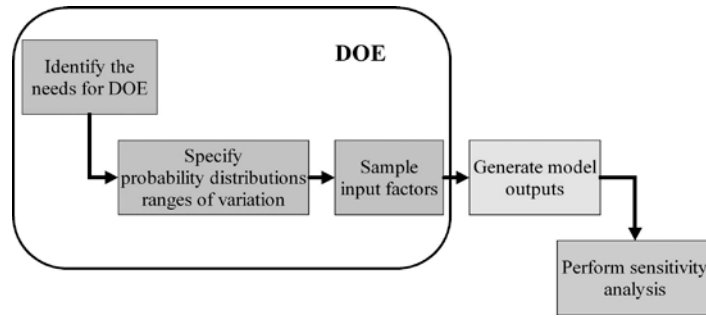 DOE
Identify the
needs for DOE
Specify
probability distributions
ranges of variation
Sample
input factors
Generate model
outputs
Perform sensitivity
analysis